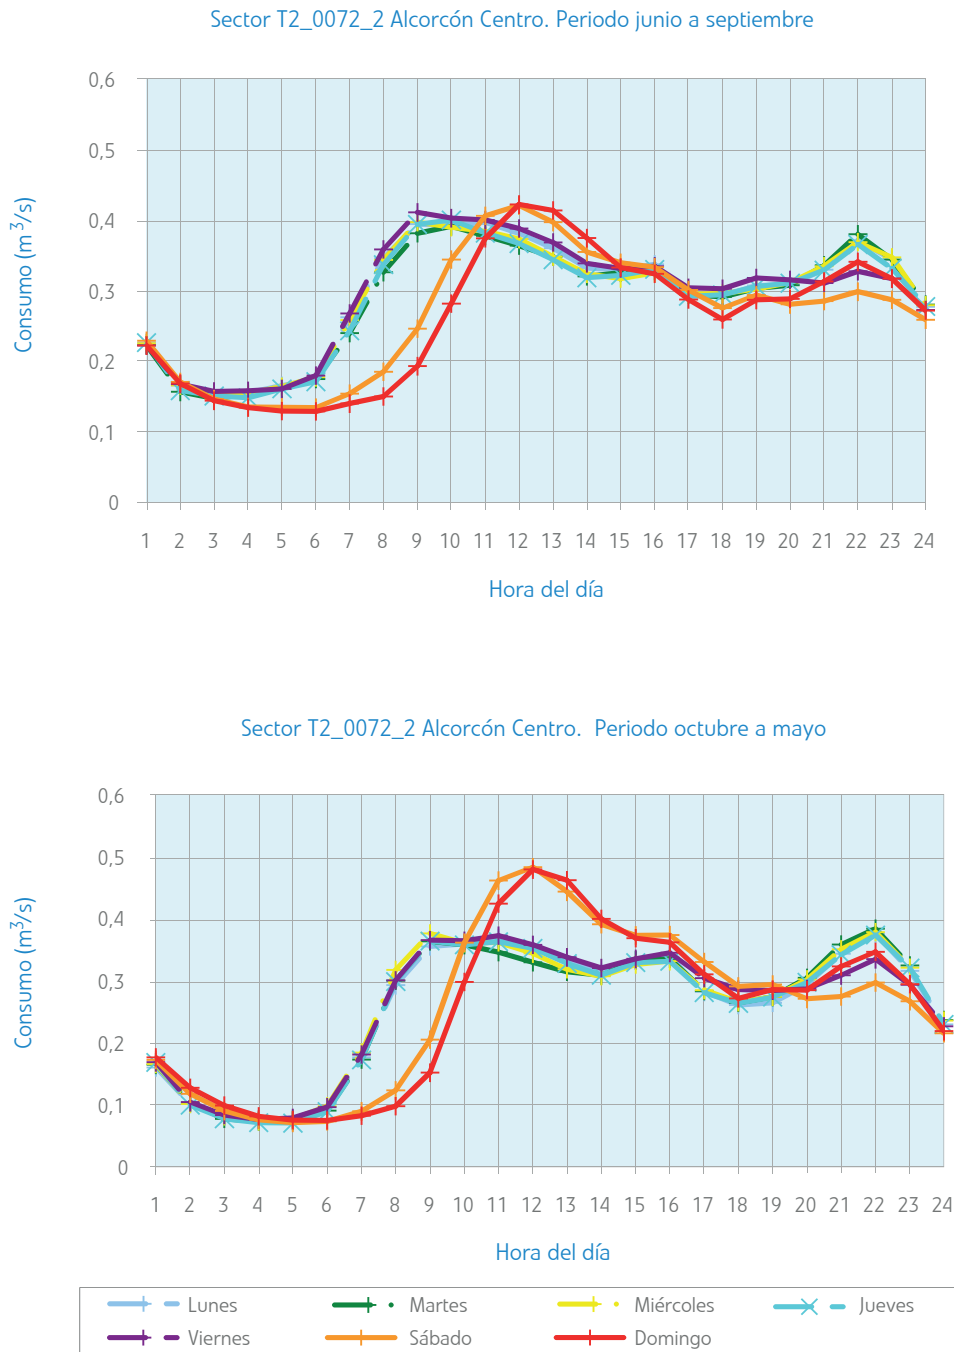 Sector T2_0072_2 Alcorcón Centro. Periodo junio a septiembre
Consumo (m³/s)
0,6
0,5
0,4
0,3
0,2
0,1
0
1 2 3 4 5 6 7 8 9 10 11 12 13 14 15 16 17 18 19 20 21 22 23 24
Hora del día
Sector T2_0072_2 Alcorcón Centro. Periodo octubre a mayo
Consumo (m³/s)
0,6
0,5
0,4
0,3
0,2
0,1
0
1 2 3 4 5 6 7 8 9 10 11 12 13 14 15 16 17 18 19 20 21 22 23 24
Hora del día
Lunes Martes Miércoles Jueves
Viernes Sábado Domingo